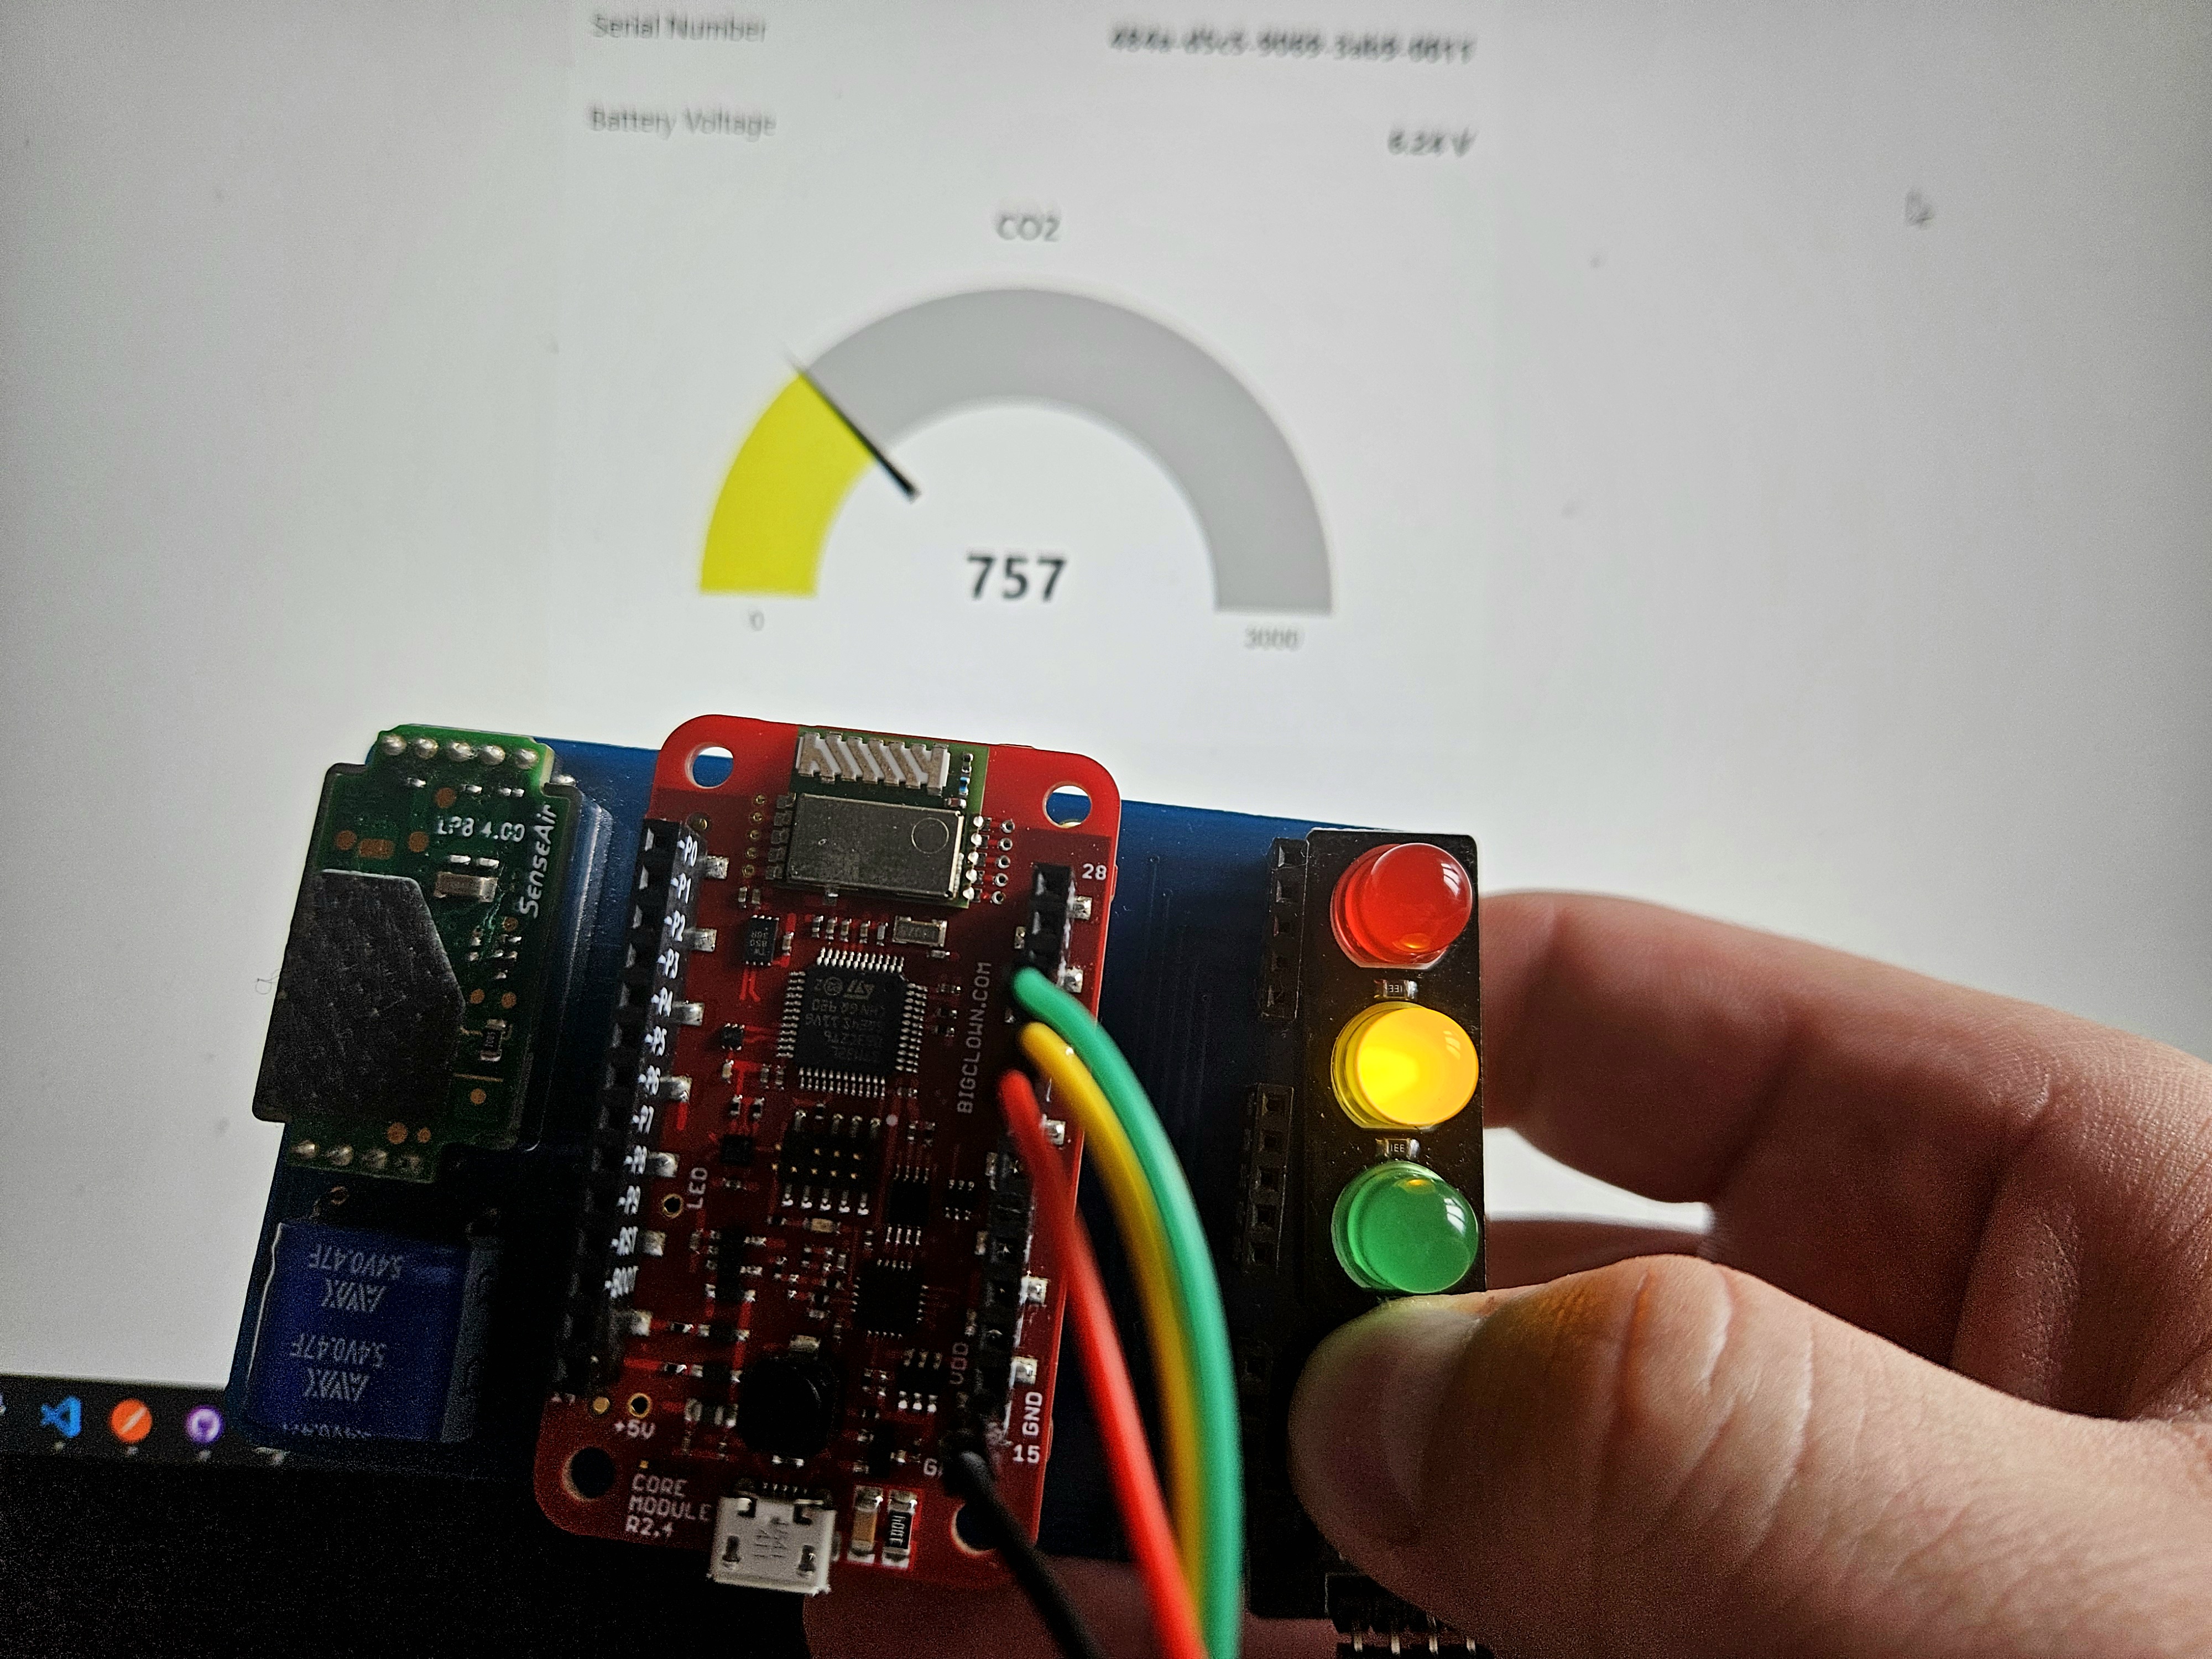 Serial Number
Battery Voltage
CO2
757
0
3000
LP8 4.00
SenseAir
-P0
-P1
-P2
-P3
-P4
-P5
-P6
-P7
-P8
-P9
-RST
-BOOT
LED
28
BIGCLOWN.COM
VDD
GND
15
+5V
CORE
MODULE
R2.4
AVX
5.4V0.47F
AVX
5.4V0.47F
1004